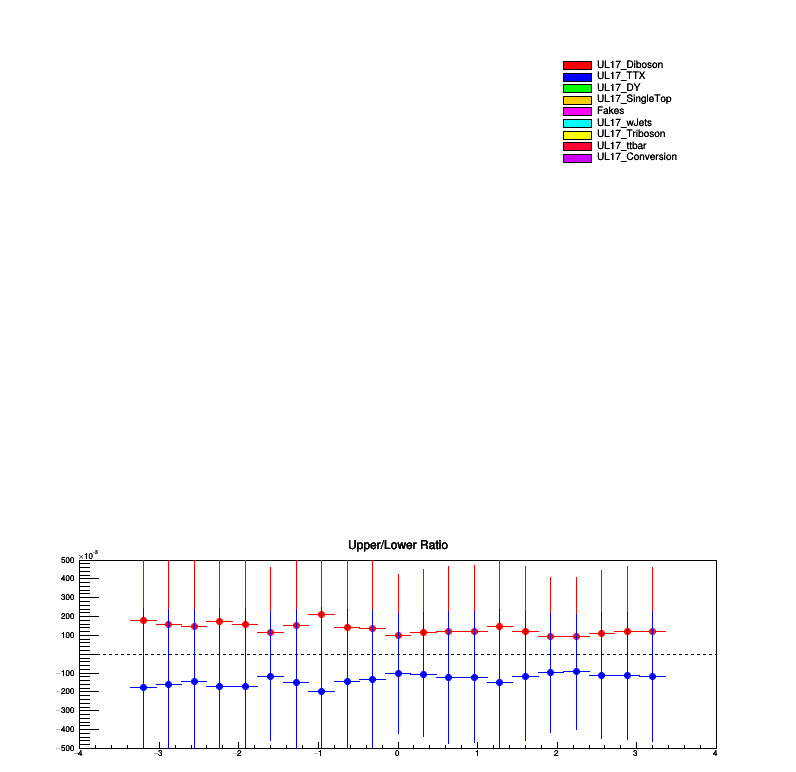 UL17_Diboson
UL17_TTX
UL17_DY
UL17_SingleTop
Fakes
UL17_wJets
UL17_Triboson
UL17_ttbar
UL17_Conversion
Upper/Lower Ratio
×10⁻³
500
400
300
200
100
−100
−200
−300
−400
−500
−4 −3 −2 −1 0 1 2 3 4